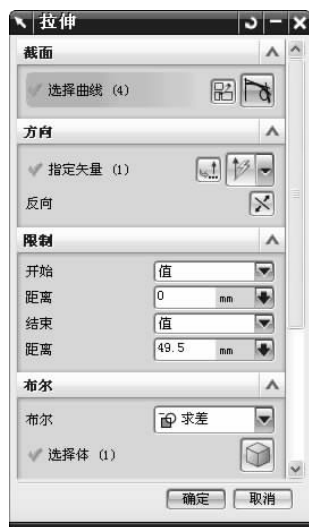 拉伸
截面
选择曲线 (4)
方向
指定矢量 (1)
反向
限制
开始 值
距离 0 mm
结束 值
距离 49.5 mm
布尔
布尔 求差
选择体 (1)
确定 取消